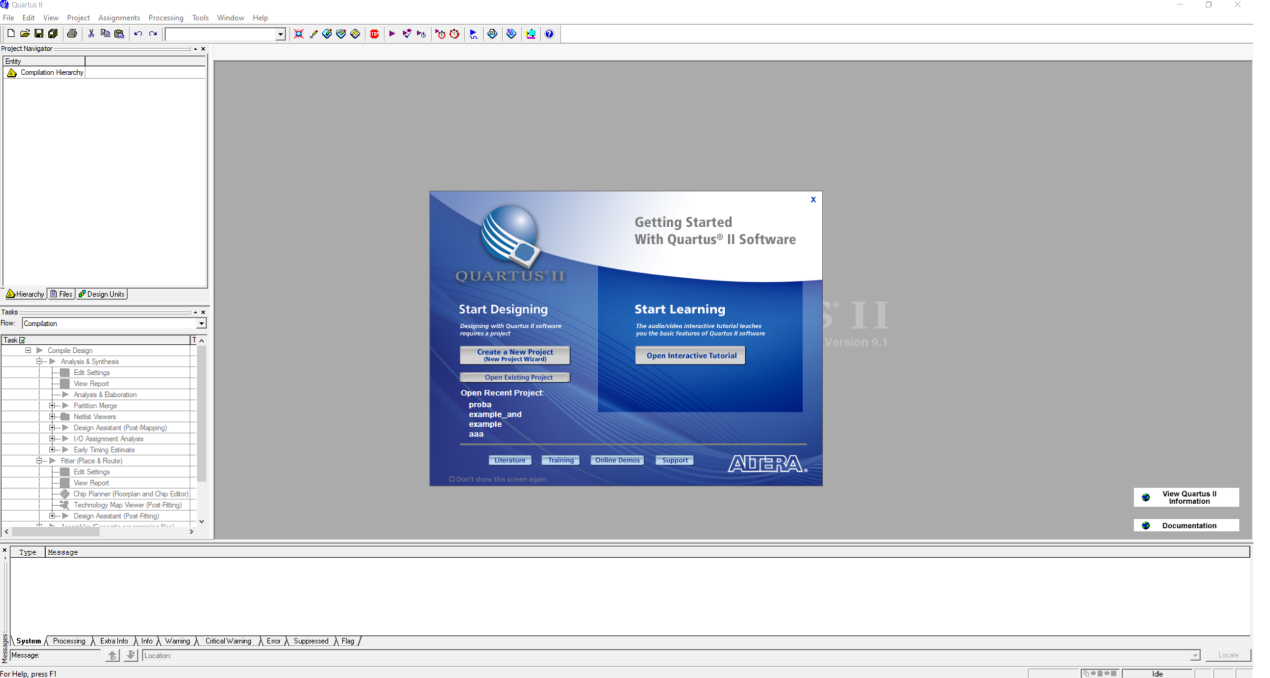 Quartus II
File Edit View Project Assignments Processing Tools Window Help
Project Navigator
Entity
Compilation Hierarchy
Hierarchy Files Design Units
Tasks
Flow: Compilation
Task T
Compile Design
Analysis & Synthesis
Edit Settings
View Report
Analysis & Elaboration
Partition Merge
Netlist Viewers
Design Assistant (Post-Mapping)
I/O Assignment Analysis
Early Timing Estimate
Fitter (Place & Route)
Edit Settings
View Report
Chip Planner (Floorplan and Chip Editor)
Technology Map Viewer (Post-Fitting)
Design Assistant (Post-Fitting)
X
Getting Started
With Quartus® II Software
QUARTUS® II
Start Designing
Designing with Quartus II software
requires a project
Create a New Project
(New Project Wizard)
Open Existing Project
Open Recent Project:
proba
example_and
example
aaa
Start Learning
The audio/video interactive tutorial teaches
you the basic features of Quartus II software
Open Interactive Tutorial
Literature Training Online Demos Support
ALTERA®
Don't show this screen again
II
Version 9.1
View Quartus II
Information
Documentation
Type Message
System Processing Extra Info Info Warning Critical Warning Error Suppressed Flag
Messages
Message: Location: Locate
For Help, press F1 Idle